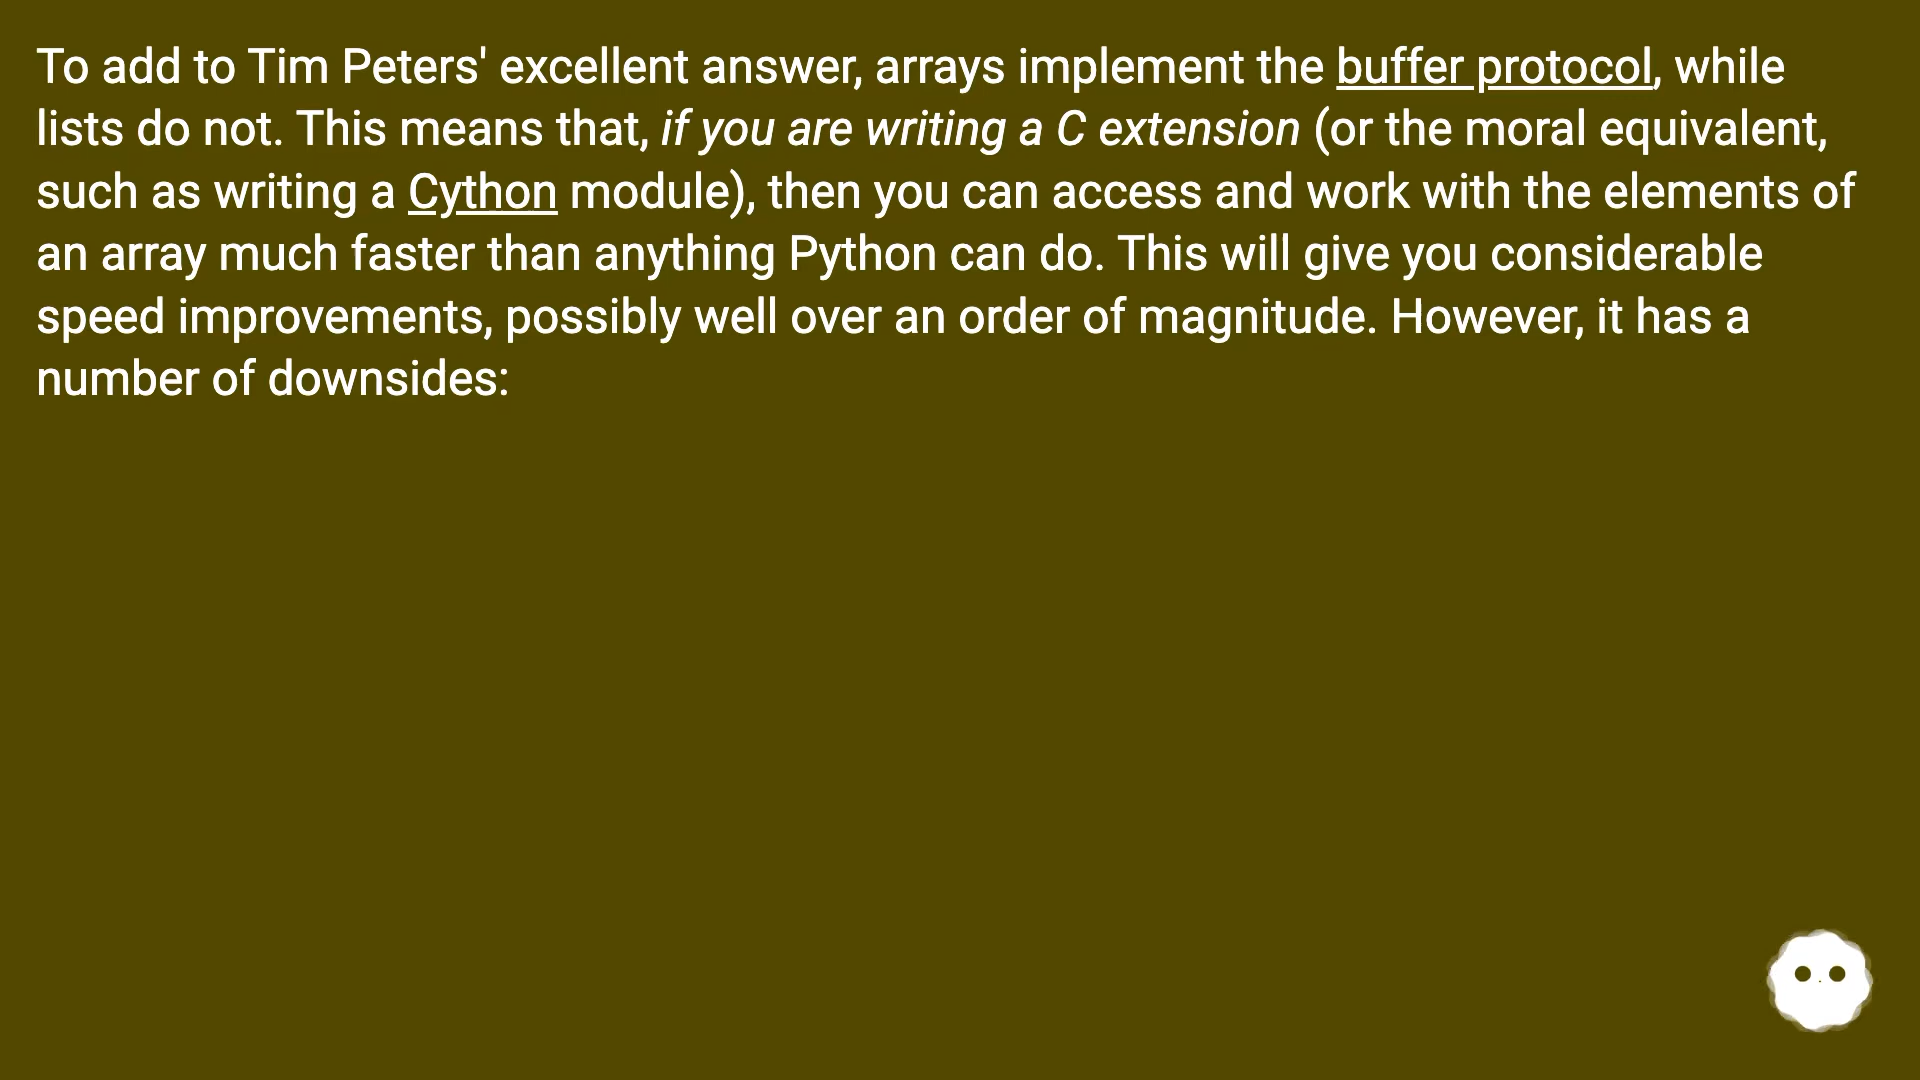 To add to Tim Peters' excellent answer, arrays implement the buffer protocol, while
lists do not. This means that, if you are writing a C extension (or the moral equivalent,
such as writing a Cython module), then you can access and work with the elements of
an array much faster than anything Python can do. This will give you considerable
speed improvements, possibly well over an order of magnitude. However, it has a
number of downsides: